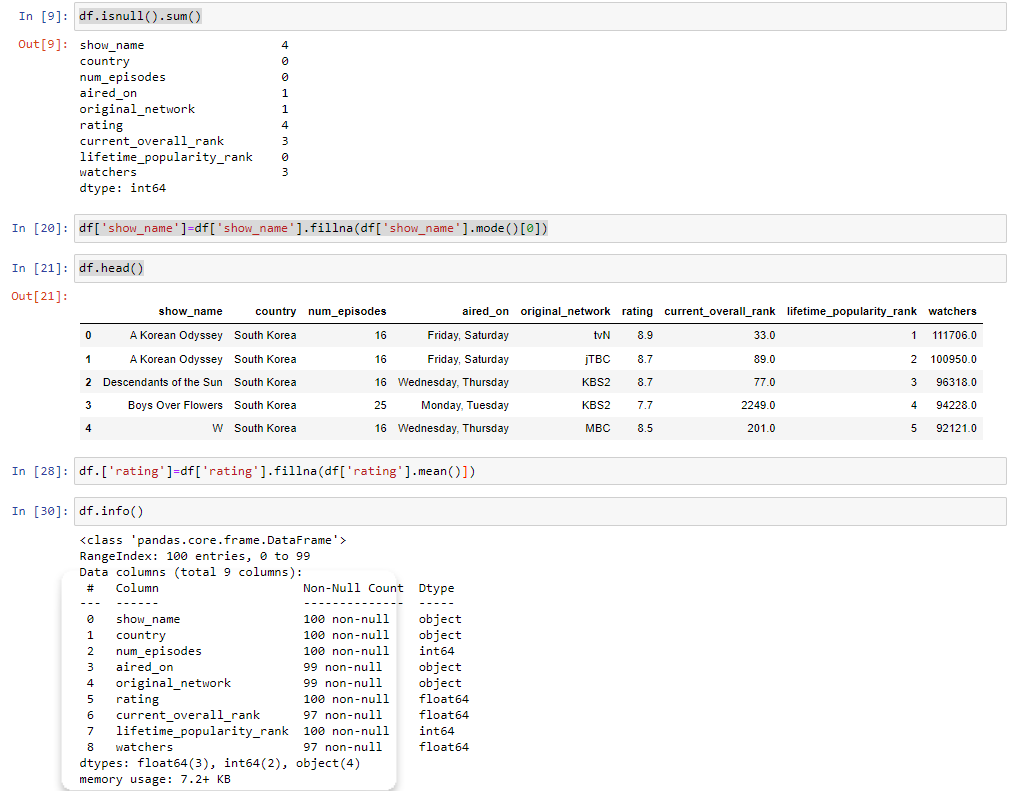 In [9]: df.isnull().sum()
Out[9]: show_name 4
country 0
num_episodes 0
aired_on 1
original_network 1
rating 4
current_overall_rank 3
lifetime_popularity_rank 0
watchers 3
dtype: int64
In [20]: df['show_name']=df['show_name'].fillna(df['show_name'].mode()[0])
In [21]: df.head()
Out[21]:
show_name country num_episodes aired_on original_network rating current_overall_rank lifetime_popularity_rank watchers
0 A Korean Odyssey South Korea 16 Friday, Saturday tvN 8.9 33.0 1 111706.0
1 A Korean Odyssey South Korea 16 Friday, Saturday jTBC 8.7 89.0 2 100950.0
2 Descendants of the Sun South Korea 16 Wednesday, Thursday KBS2 8.7 77.0 3 96318.0
3 Boys Over Flowers South Korea 25 Monday, Tuesday KBS2 7.7 2249.0 4 94228.0
4 W South Korea 16 Wednesday, Thursday MBC 8.5 201.0 5 92121.0
In [28]: df.['rating']=df['rating'].fillna(df['rating'].mean()])
In [30]: df.info()
<class 'pandas.core.frame.DataFrame'>
RangeIndex: 100 entries, 0 to 99
Data columns (total 9 columns):
# Column Non-Null Count Dtype
--- ------ -------------- -----
0 show_name 100 non-null object
1 country 100 non-null object
2 num_episodes 100 non-null int64
3 aired_on 99 non-null object
4 original_network 99 non-null object
5 rating 100 non-null float64
6 current_overall_rank 97 non-null float64
7 lifetime_popularity_rank 100 non-null int64
8 watchers 97 non-null float64
dtypes: float64(3), int64(2), object(4)
memory usage: 7.2+ KB